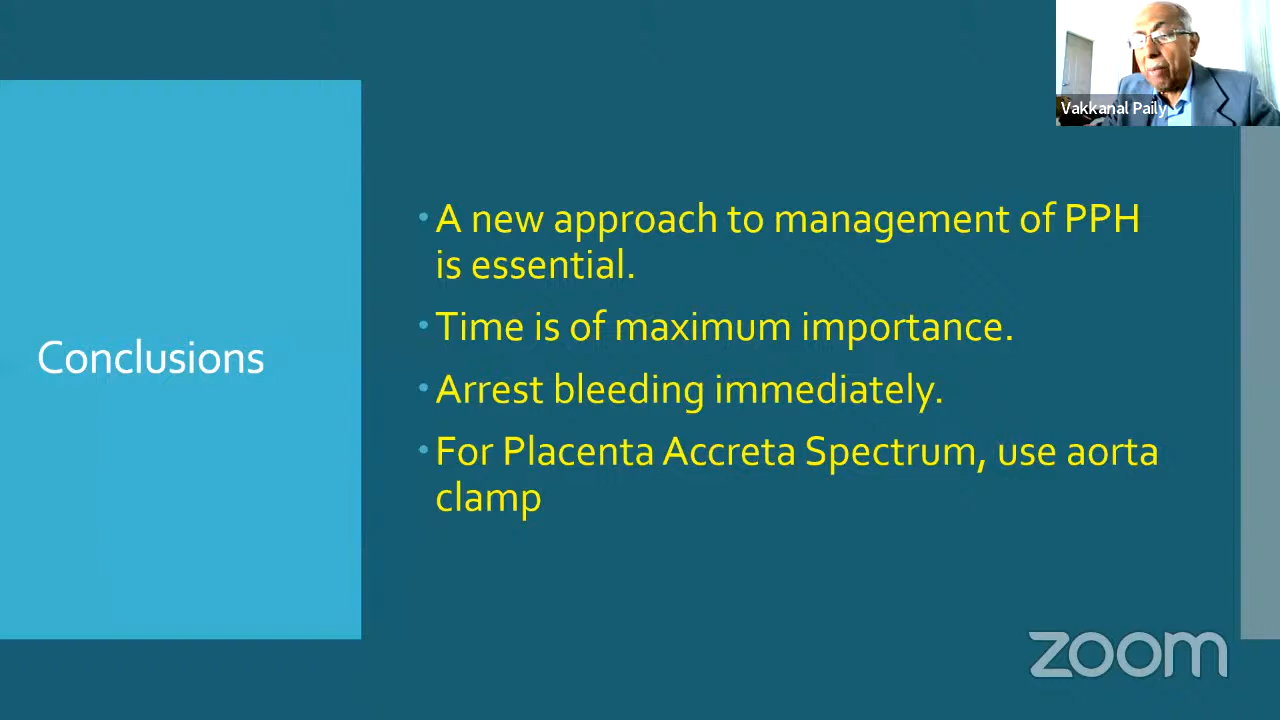 Vakkanal Paily
Conclusions
• A new approach to management of PPH
is essential.
• Time is of maximum importance.
• Arrest bleeding immediately.
• For Placenta Accreta Spectrum, use aorta
clamp
zoom